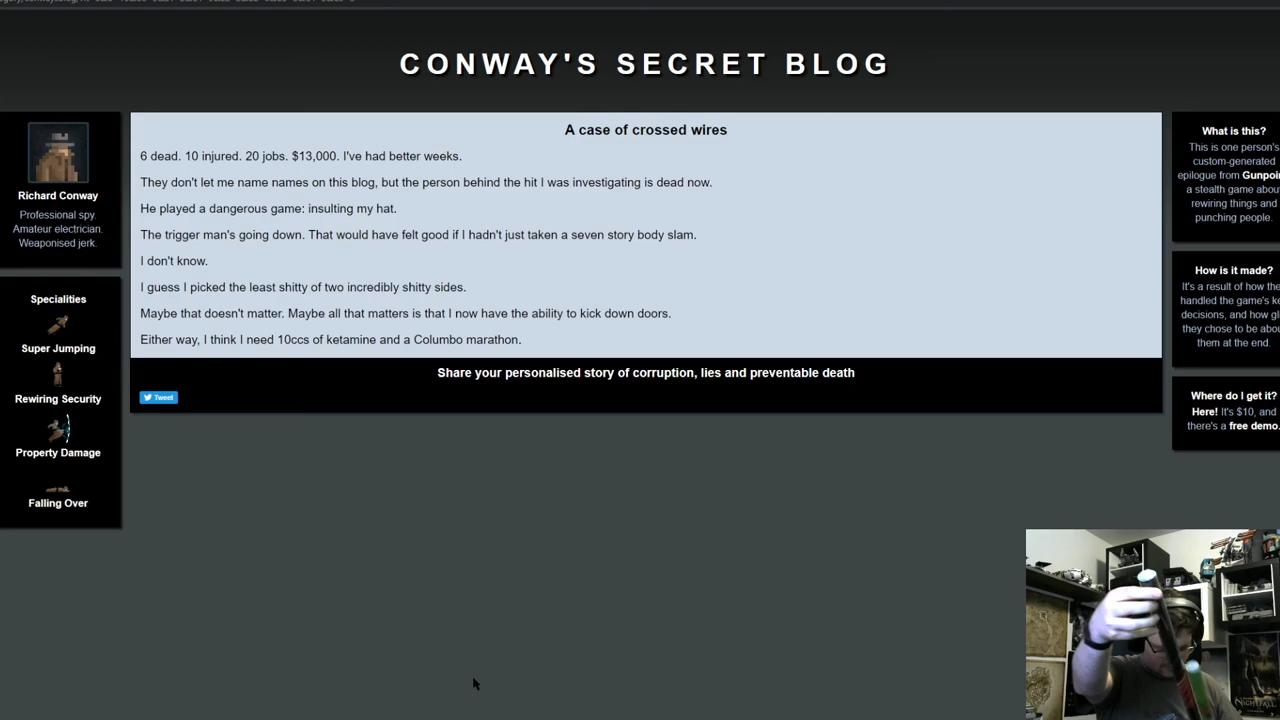 CONWAY'S SECRET BLOG
Richard Conway
Professional spy.
Amateur electrician.
Weaponised jerk.
Specialities
Super Jumping
Rewiring Security
Property Damage
Falling Over
A case of crossed wires
6 dead. 10 injured. 20 jobs. $13,000. I've had better weeks.
They don't let me name names on this blog, but the person behind the hit I was investigating is dead now.
He played a dangerous game: insulting my hat.
The trigger man's going down. That would have felt good if I hadn't just taken a seven story body slam.
I don't know.
I guess I picked the least shitty of two incredibly shitty sides.
Maybe that doesn't matter. Maybe all that matters is that I now have the ability to kick down doors.
Either way, I think I need 10ccs of ketamine and a Columbo marathon.
Share your personalised story of corruption, lies and preventable death
Tweet
What is this?
This is one person's
custom-generated
epilogue from
a stealth game about
rewiring things and
punching people.
How is it made?
It's a result of how the
handled the game's
decisions, and how
they chose to be
them at the end.
Where do I get it?
Here! It's $10, and
there's a free demo.
NIGHTFALL